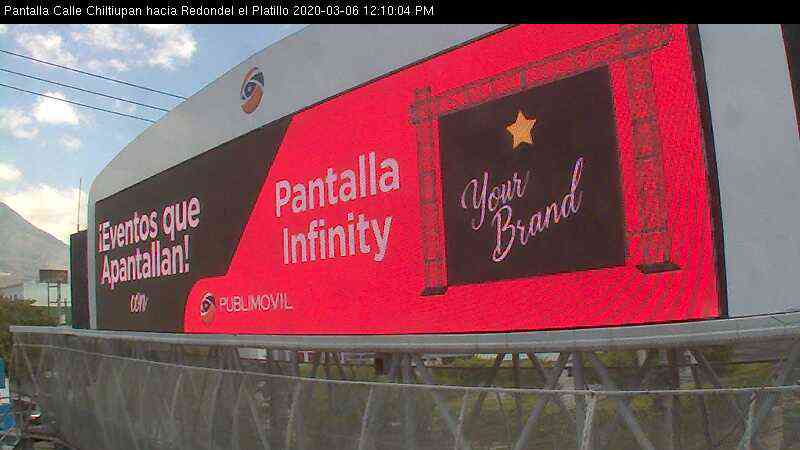 Pantalla Calle Chiltiupan hacia Redondel el Platillo 2020-03-06 12:10:04.PM
¡Eventos que
Apantallan!
con
PUBLIMOVIL
Pantalla
Infinity
Your
Brand